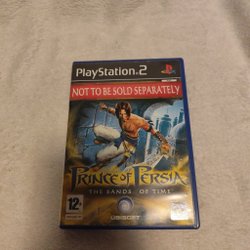 PlayStation 2
NOT TO BE SOLD SEPARATELY
PRINCE OF PERSIA
THE SANDS OF TIME
12+
UBISOFT